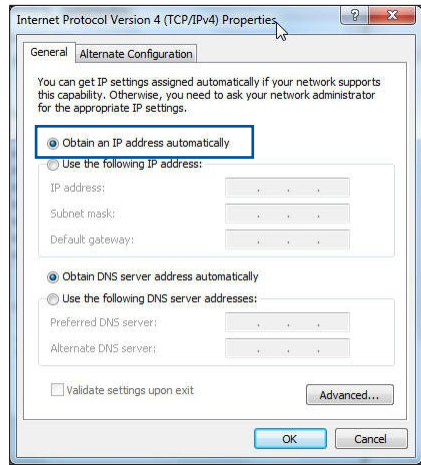 Internet Protocol Version 4 (TCP/IPv4) Properties
General
Alternate Configuration
You can get IP settings assigned automatically if your network supports
this capability. Otherwise, you need to ask your network administrator
for the appropriate IP settings.
Obtain an IP address automatically
Use the following IP address:
IP address:
Subnet mask:
Default gateway:
Obtain DNS server address automatically
Use the following DNS server addresses:
Preferred DNS server:
Alternate DNS server:
Validate settings upon exit
Advanced...
OK
Cancel